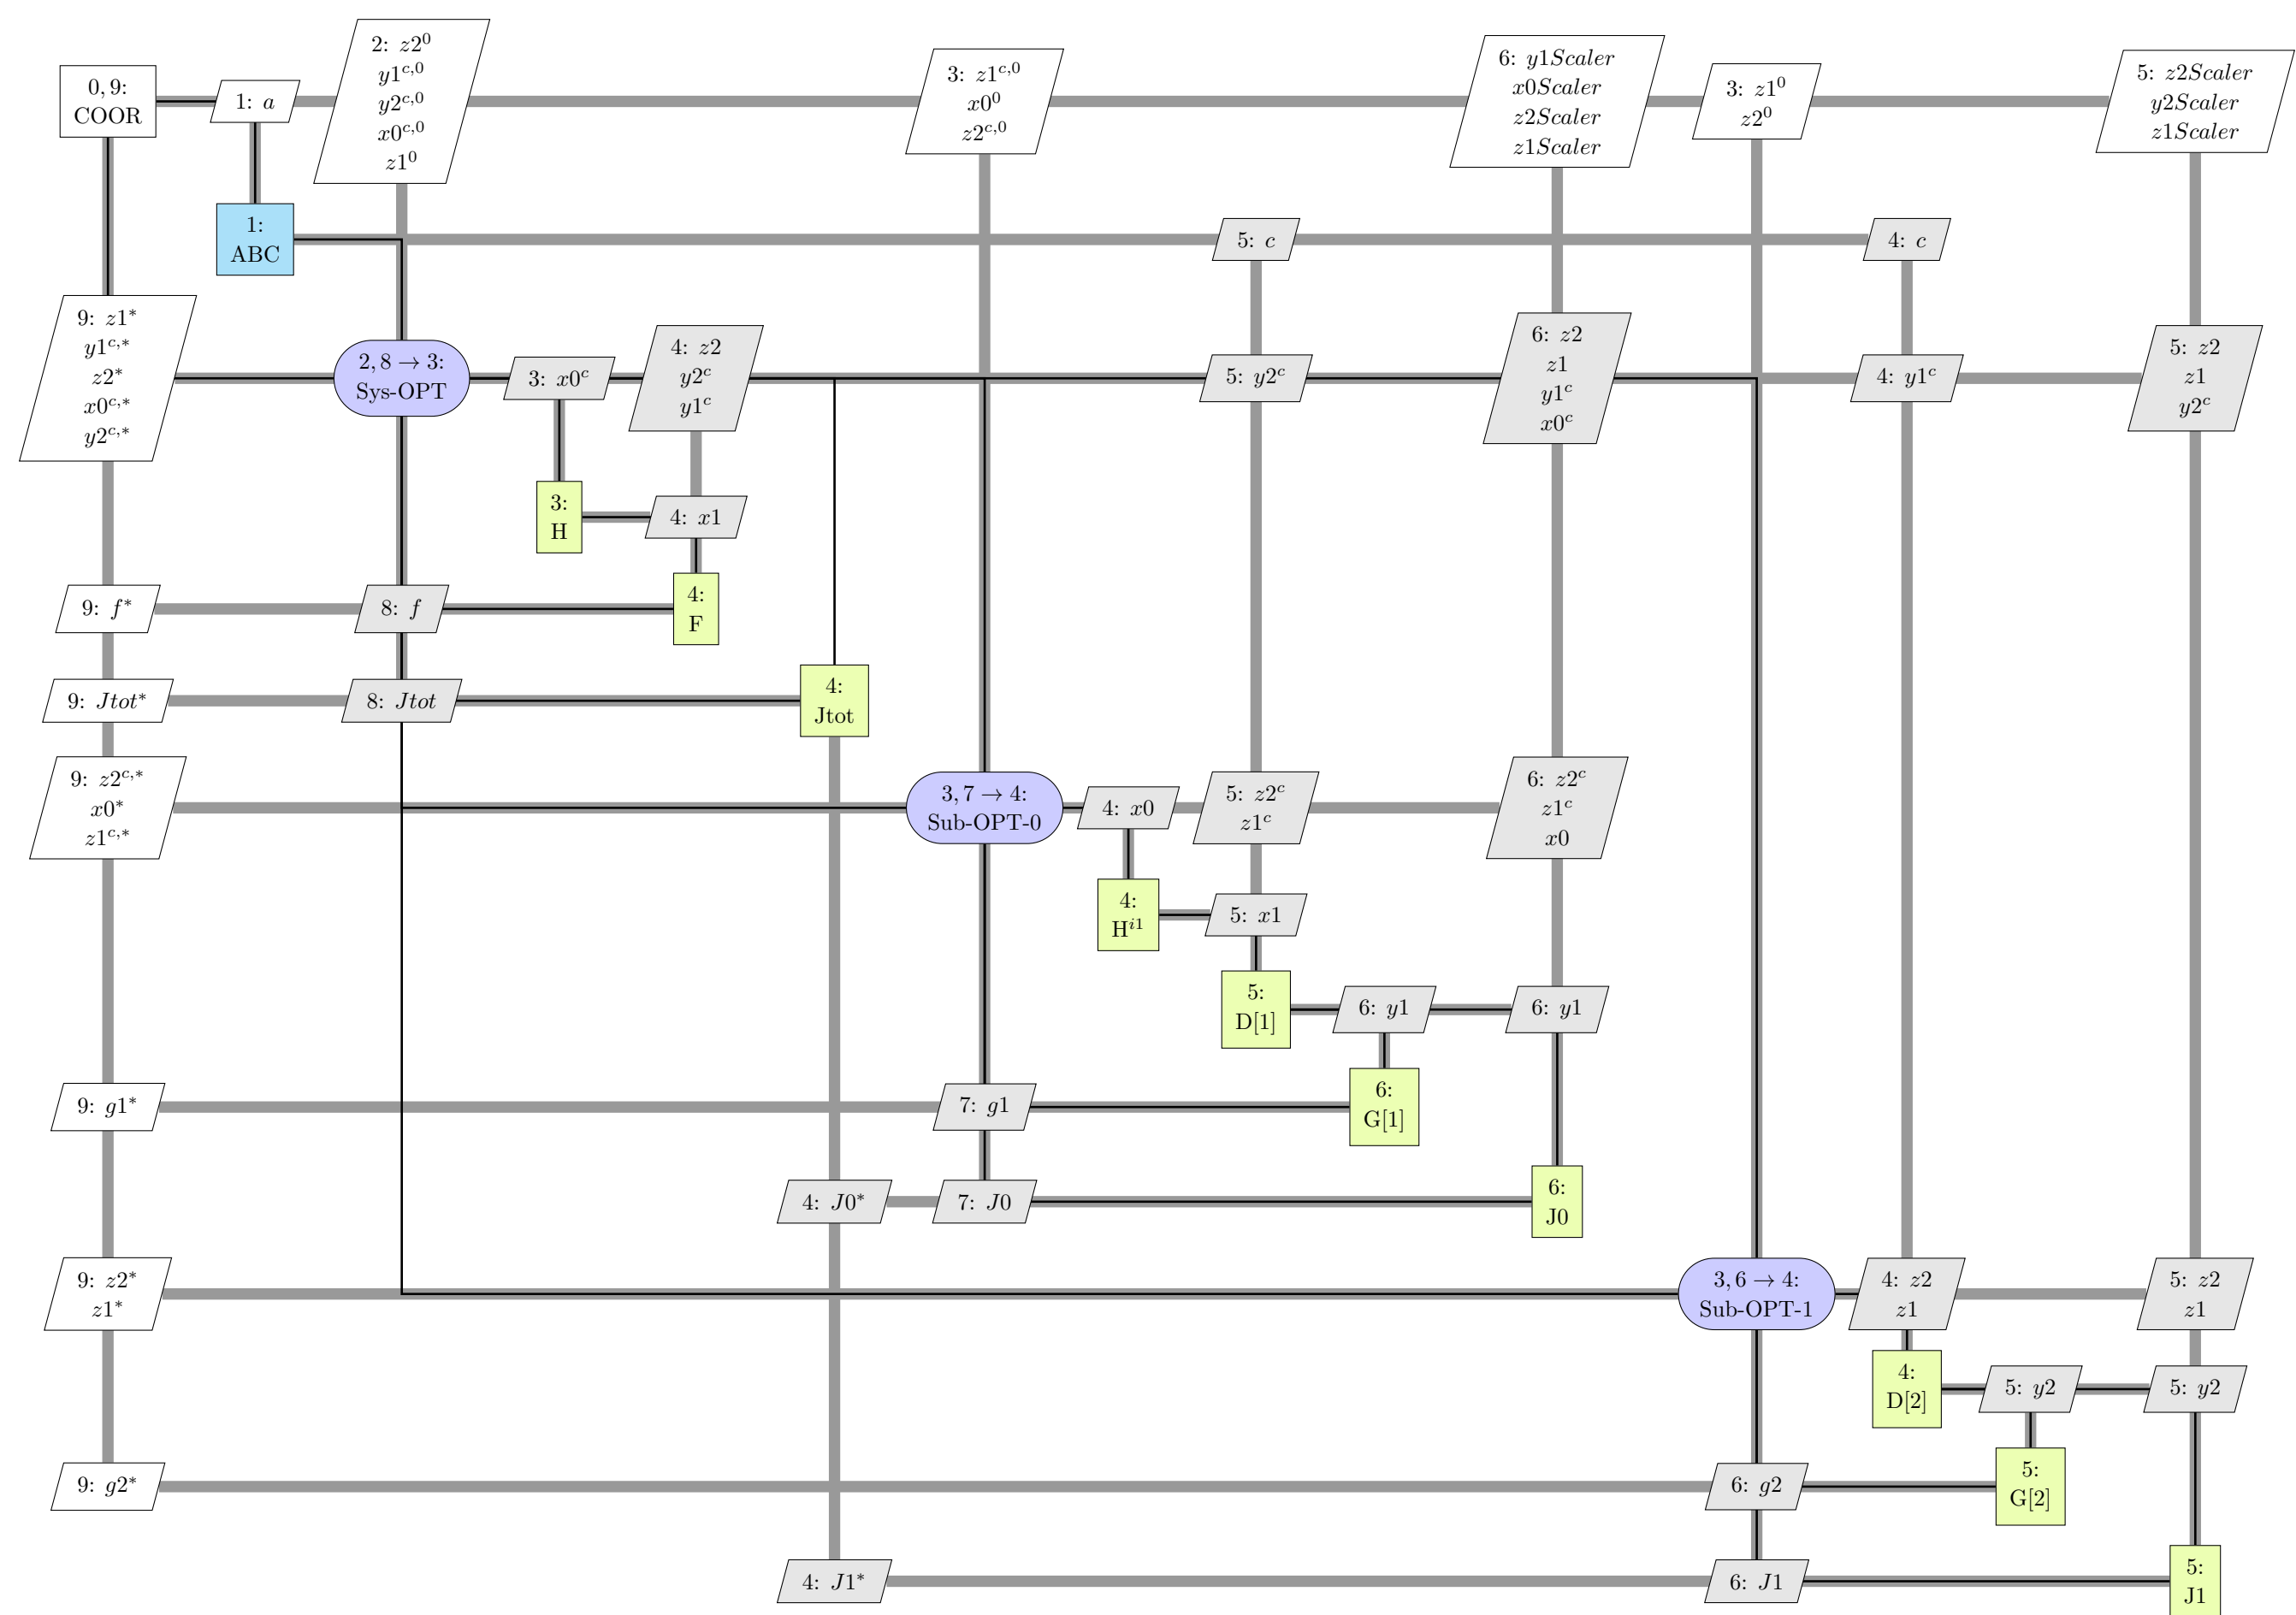 0, 9:
COOR
1: a
2: z2⁰
y1^{c,0}
y2^{c,0}
x0^{c,0}
z1⁰
3: z1^{c,0}
x0⁰
z2^{c,0}
6: y1Scaler
x0Scaler
z2Scaler
z1Scaler
3: z1⁰
z2⁰
5: z2Scaler
y2Scaler
z1Scaler
1:
ABC
5: c
4: c
9: z1*
y1^{c,*}
z2*
x0^{c,*}
y2^{c,*}
2, 8 → 3:
Sys-OPT
3: x0^c
4: z2
y2^c
y1^c
5: y2^c
6: z2
z1
y1^c
x0^c
4: y1^c
5: z2
z1
y2^c
3:
H
4: x1
9: f*
8: f
4:
F
9: Jtot*
8: Jtot
4:
Jtot
9: z2^{c,*}
x0*
z1^{c,*}
3, 7 → 4:
Sub-OPT-0
4: x0
5: z2^c
z1^c
6: z2^c
z1^c
x0
4:
H^{i1}
5: x1
5:
D[1]
6: y1
6: y1
9: g1*
7: g1
6:
G[1]
4: J0*
7: J0
6:
J0
9: z2*
z1*
3, 6 → 4:
Sub-OPT-1
4: z2
z1
5: z2
z1
4:
D[2]
5: y2
5: y2
9: g2*
6: g2
5:
G[2]
4: J1*
6: J1
5:
J1